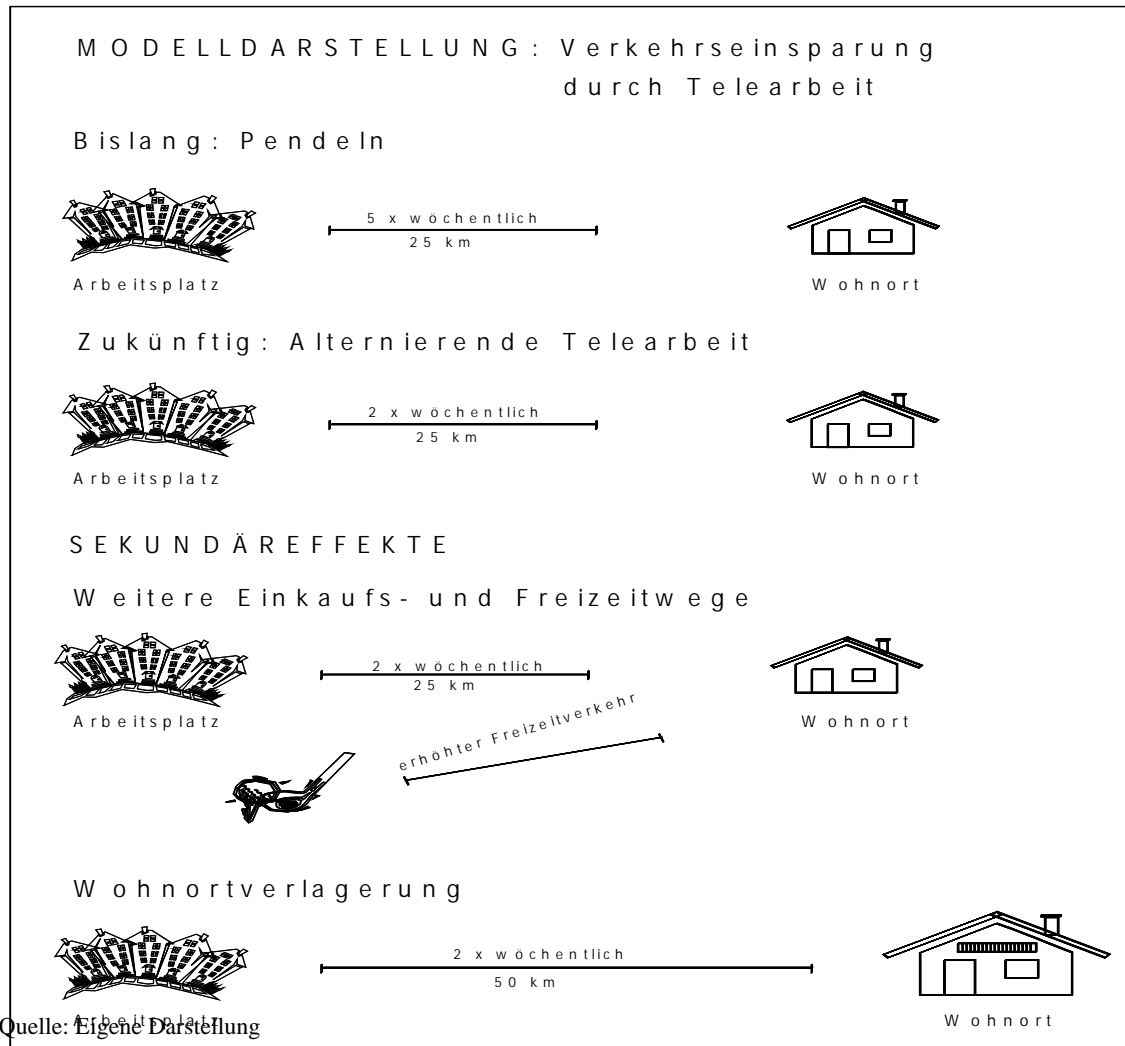 MODELLDARSTELLUNG: Verkehrseinsparung
durch Telearbeit
Bislang: Pendeln
5 x wöchentlich
25 km
Arbeitsplatz
Wohnort
Zukünftig: Alternierende Telearbeit
2 x wöchentlich
25 km
Arbeitsplatz
Wohnort
SEKUNDÄREFFEKTE
Weitere Einkaufs- und Freizeitwege
2 x wöchentlich
25 km
Arbeitsplatz
Wohnort
erhöhter Freizeitverkehr
Wohnortverlagerung
2 x wöchentlich
50 km
Arbeitsplatz
Wohnort
Quelle: Eigene Darstellung